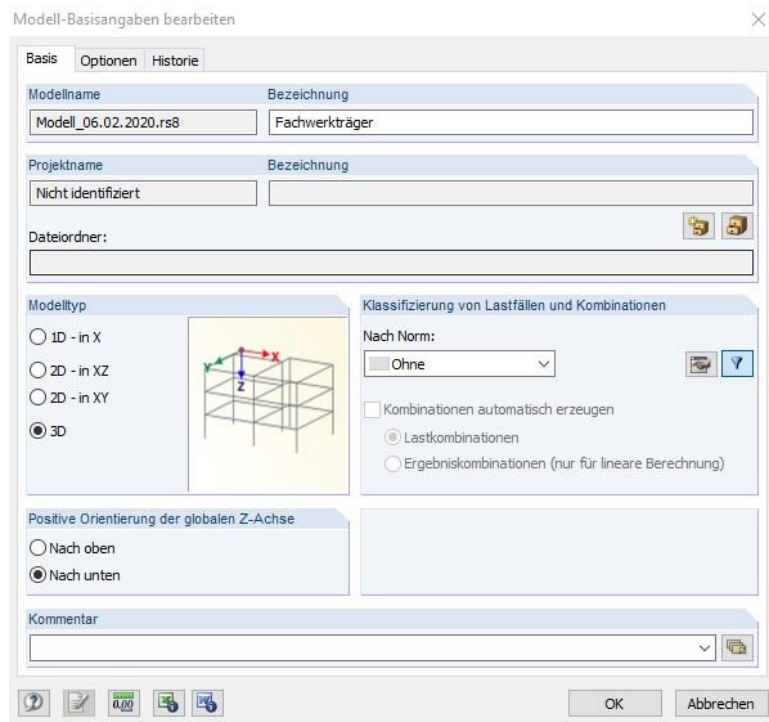 Modell-Basisangaben bearbeiten
Basis Optionen Historie
Modellname Bezeichnung
Modell_06.02.2020.rs8 Fachwerkträger
Projektname Bezeichnung
Nicht identifiziert
Dateiordner:
Modelltyp
1D - in X
2D - in XZ
2D - in XY
3D
X
Y
Z
Klassifizierung von Lastfällen und Kombinationen
Nach Norm:
Ohne
Kombinationen automatisch erzeugen
Lastkombinationen
Ergebniskombinationen (nur für lineare Berechnung)
Positive Orientierung der globalen Z-Achse
Nach oben
Nach unten
Kommentar
0,00
OK Abbrechen